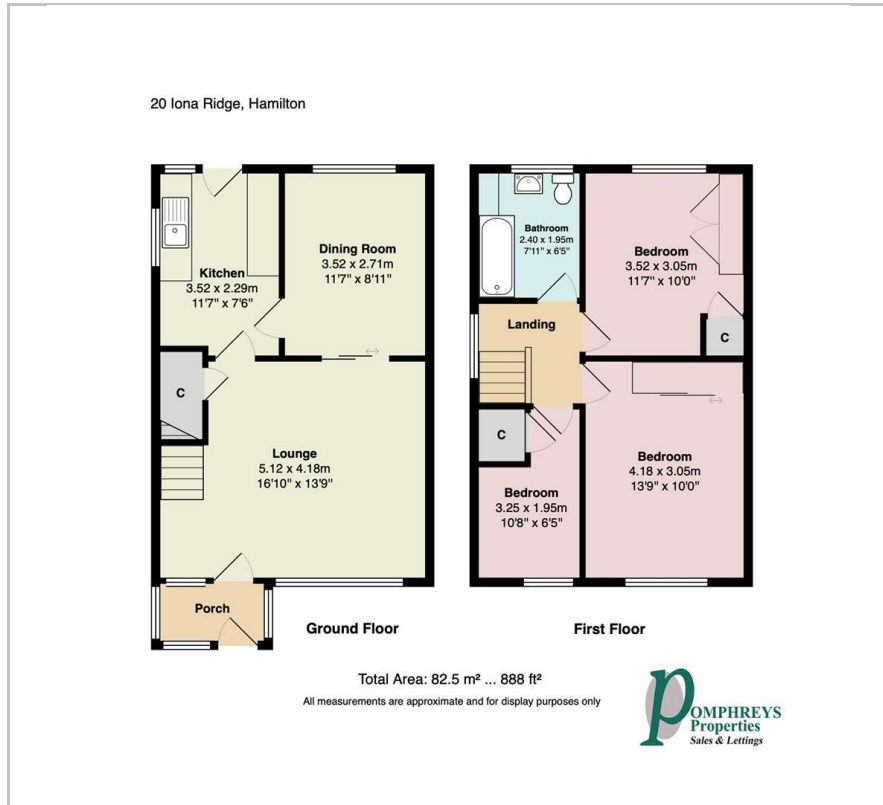 20 Iona Ridge, Hamilton
Kitchen
3.52 x 2.29m
11'7" x 7'6"
Dining Room
3.52 x 2.71m
11'7" x 8'11"
C
Lounge
5.12 x 4.18m
16'10" x 13'9"
Porch
Ground Floor
Bathroom
2.40 x 1.95m
7'11" x 6'5"
Bedroom
3.52 x 3.05m
11'7" x 10'0"
Landing
C
C
Bedroom
3.25 x 1.95m
10'8" x 6'5"
Bedroom
4.18 x 3.05m
13'9" x 10'0"
First Floor
Total Area: 82.5 m² ... 888 ft²
All measurements are approximate and for display purposes only
pOMPHREYS
Properties
Sales & Lettings